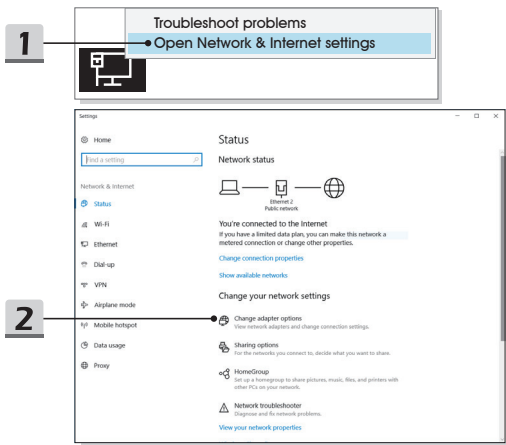 Troubleshoot problems
1
Open Network & Internet settings
Settings
Home
Find a setting
Network & Internet
Status
Wi-Fi
Ethernet
Dial-up
VPN
Airplane mode
Mobile hotspot
Data usage
Proxy
Status
Network status
Ethernet 2
Public network
You're connected to the Internet
If you have a limited data plan, you can make this network a
metered connection or change other properties.
Change connection properties
Show available networks
Change your network settings
2
Change adapter options
View network adapters and change connection settings.
Sharing options
For the networks you connect to, decide what you want to share.
HomeGroup
Set up a homegroup to share pictures, music, files, and printers with
other PCs on your network.
Network troubleshooter
Diagnose and fix network problems.
View your network properties